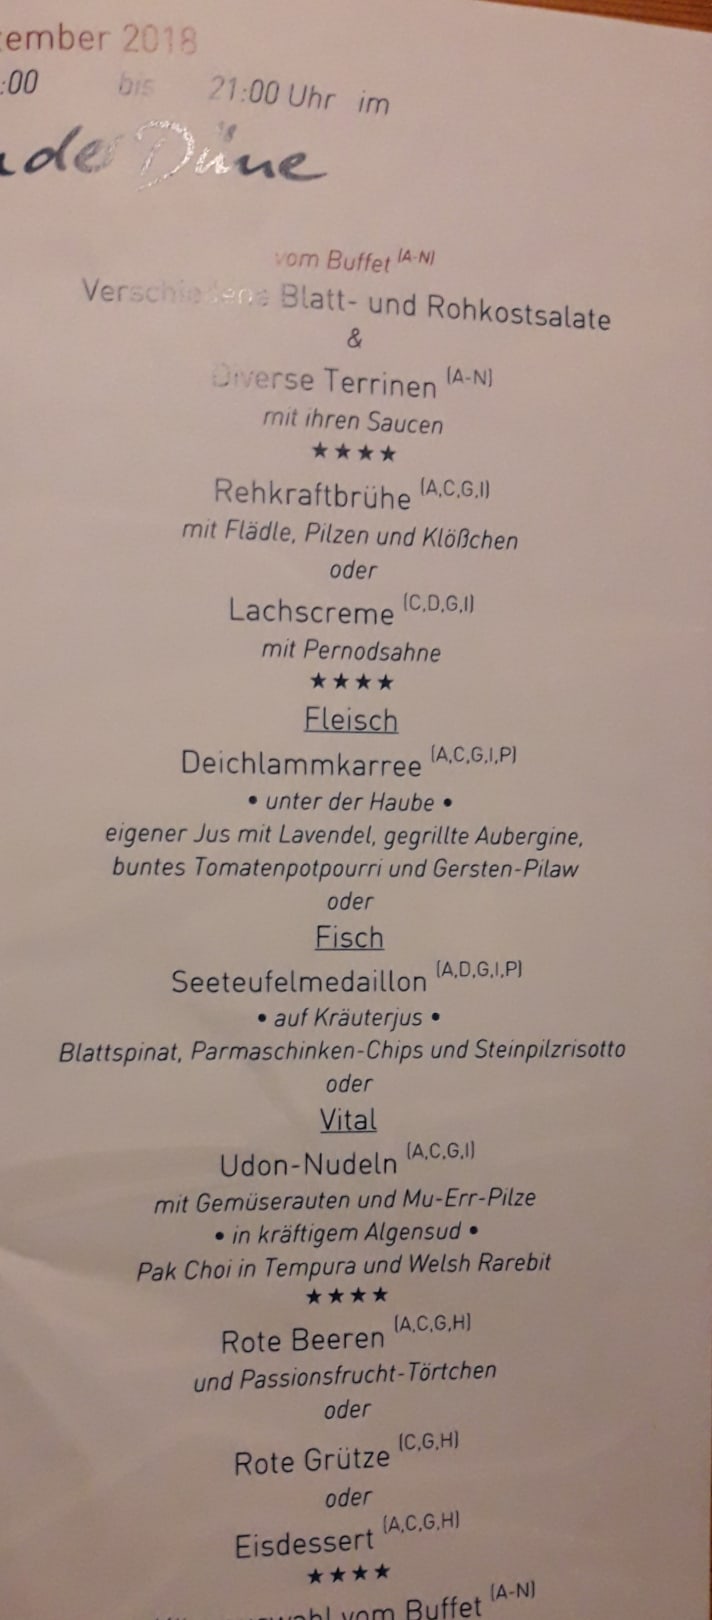 2018
:00 bis 21:00 Uhr im
Düne
vom Buffet (A-N)
Verschiedene Blatt- und Rohkostsalate
&
Diverse Terrinen (A-N)
mit ihren Saucen
★★★★
Rehkraftbrühe (A,C,G,I)
mit Flädle, Pilzen und Klößchen
oder
Lachscreme (C,D,G,I)
mit Pernodsahne
★★★★
Fleisch
Deichlammkarree (A,C,G,I,P)
• unter der Haube •
eigener Jus mit Lavendel, gegrillte Aubergine,
buntes Tomatenpotpourri und Gersten-Pilaw
oder
Fisch
Seeteufelmedaillon (A,D,G,I,P)
• auf Kräuterjus •
Blattspinat, Parmaschinken-Chips und Steinpilzrisotto
oder
Vital
Udon-Nudeln (A,C,G,I)
mit Gemüserauten und Mu-Err-Pilze
• in kräftigem Algensud •
Pak Choi in Tempura und Welsh Rarebit
★★★★
Rote Beeren (A,C,G,H)
und Passionsfrucht-Törtchen
oder
Rote Grütze (C,G,H)
oder
Eisdessert (A,C,G,H)
★★★★
vom Buffet (A-N)